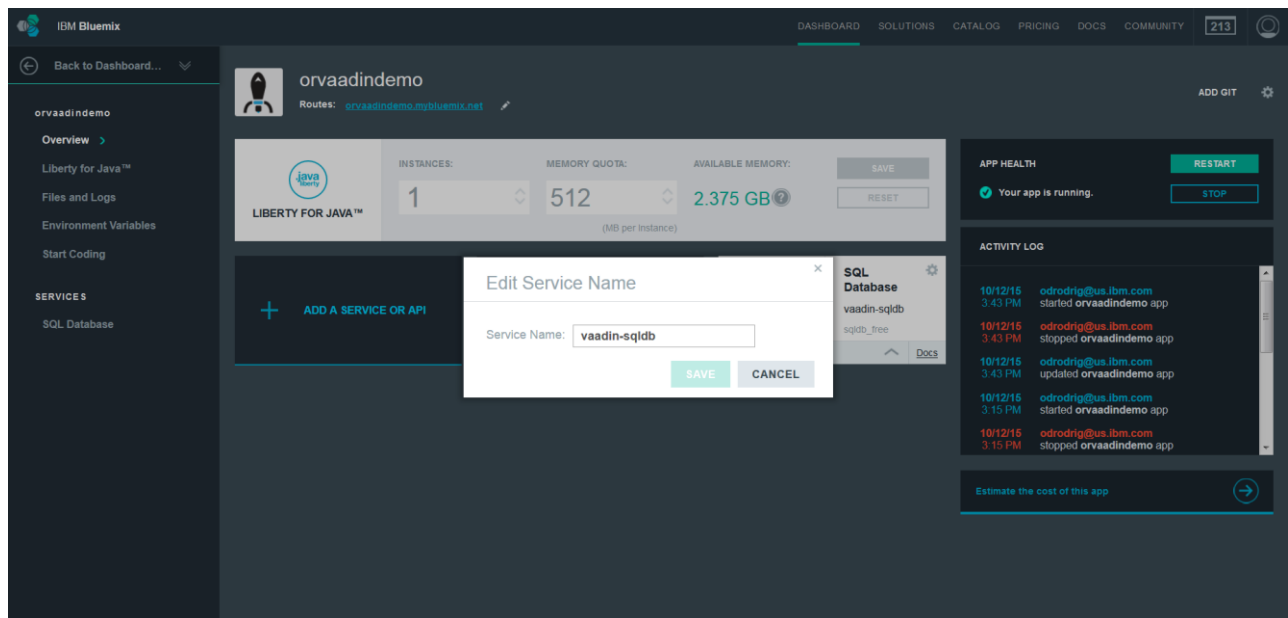 IBM Bluemix
DASHBOARD SOLUTIONS CATALOG PRICING DOCS COMMUNITY 213
Back to Dashboard...
orvaadindemo
Overview
Liberty for Java™
Files and Logs
Environment Variables
Start Coding
SERVICES
SQL Database
orvaadindemo
Routes: orvaadindemo.mybluemix.net
ADD GIT
java
liberty
LIBERTY FOR JAVA™
INSTANCES:
1
MEMORY QUOTA:
512
(MB per Instance)
AVAILABLE MEMORY:
2.375 GB ?
SAVE
RESET
ADD A SERVICE OR API
SQL
Database
vaadin-sqldb
sqldb_free
Docs
Edit Service Name
×
Service Name: vaadin-sqldb
SAVE CANCEL
APP HEALTH
RESTART
Your app is running.
STOP
ACTIVITY LOG
10/12/15 odrodrig@us.ibm.com
3:43 PM started orvaadindemo app
10/12/15 odrodrig@us.ibm.com
3:43 PM stopped orvaadindemo app
10/12/15 odrodrig@us.ibm.com
3:43 PM updated orvaadindemo app
10/12/15 odrodrig@us.ibm.com
3:15 PM started orvaadindemo app
10/12/15 odrodrig@us.ibm.com
3:15 PM stopped orvaadindemo app
Estimate the cost of this app